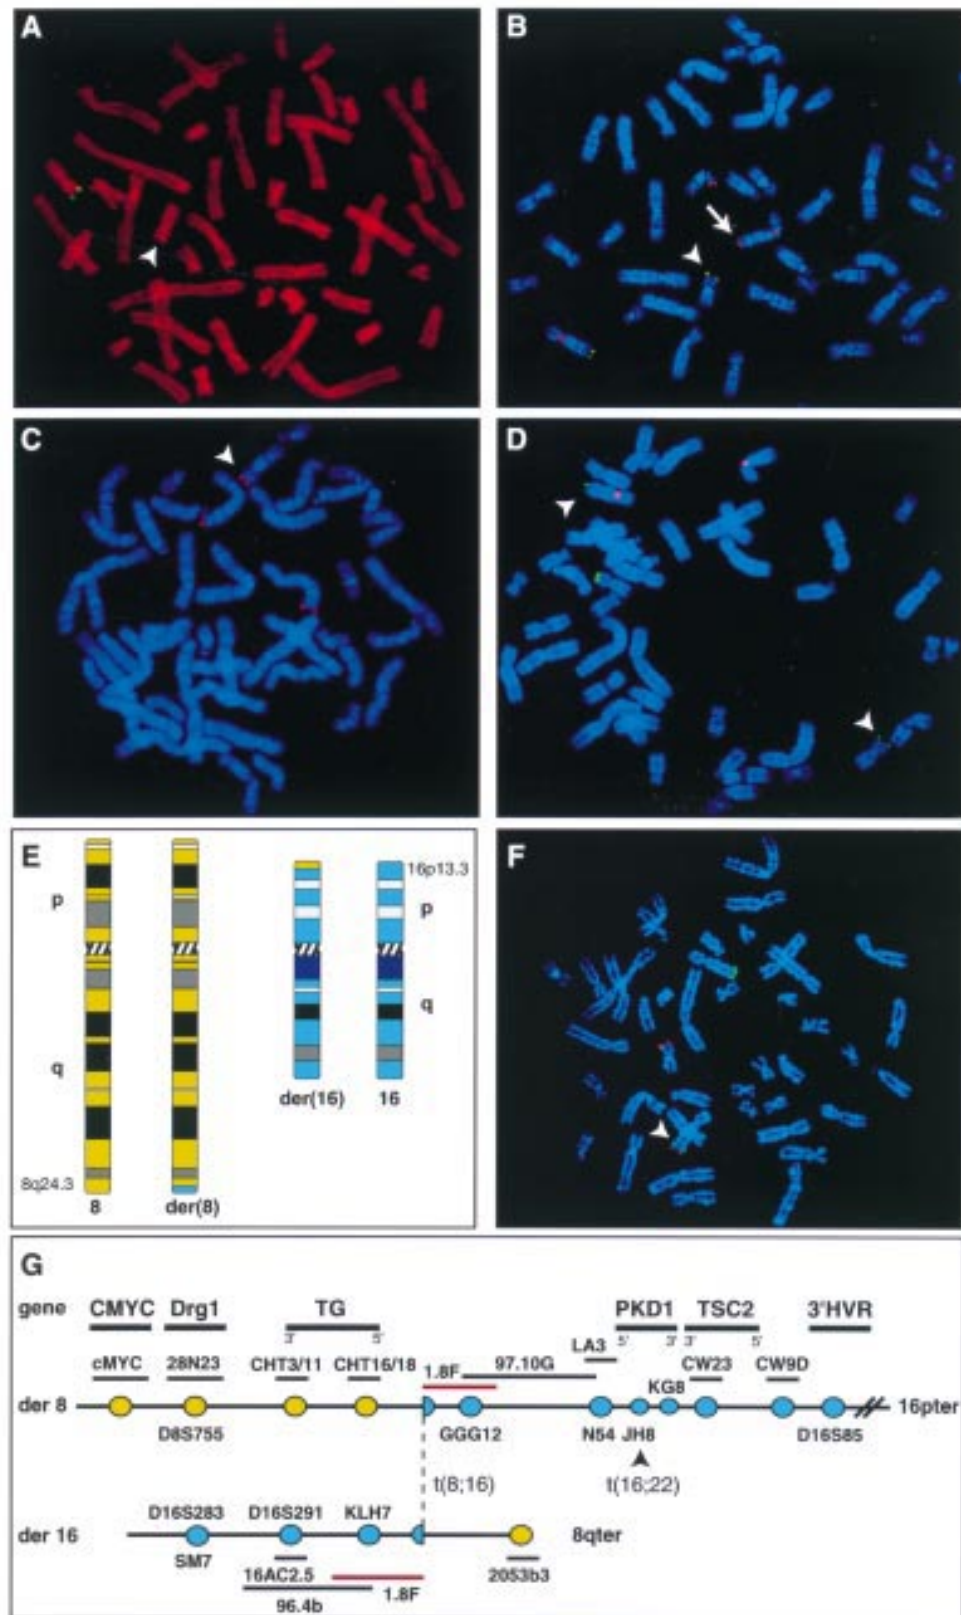 A
B
C
D
E
16p13.3
p
p
q
q
der(16)
16
8q24.3
8
der(8)
F
G
gene
CMYC
Drg1
TG
PKD1
TSC2
3'HVR
3'
5'
5'
3'
3'
5'
LA3
cMYC
28N23
CHT3/11
CHT16/18
1.8F
97.10G
KG8
CW23
CW9D
der 8
16pter
D8S755
GGG12
N54
JH8
D16S85
t(8;16)
t(16;22)
D16S283
D16S291
KLH7
der 16
8qter
SM7
16AC2.5
1.8F
2053b3
96.4b